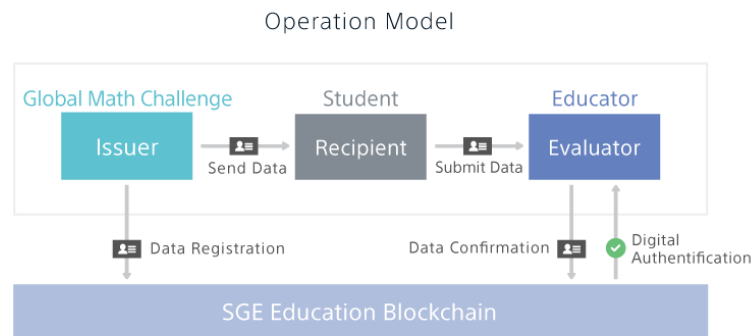 Operation Model
Global Math Challenge
Student
Educator
Issuer
Recipient
Evaluator
Send Data
Submit Data
Data Registration
Data Confirmation
Digital
Authentification
SGE Education Blockchain